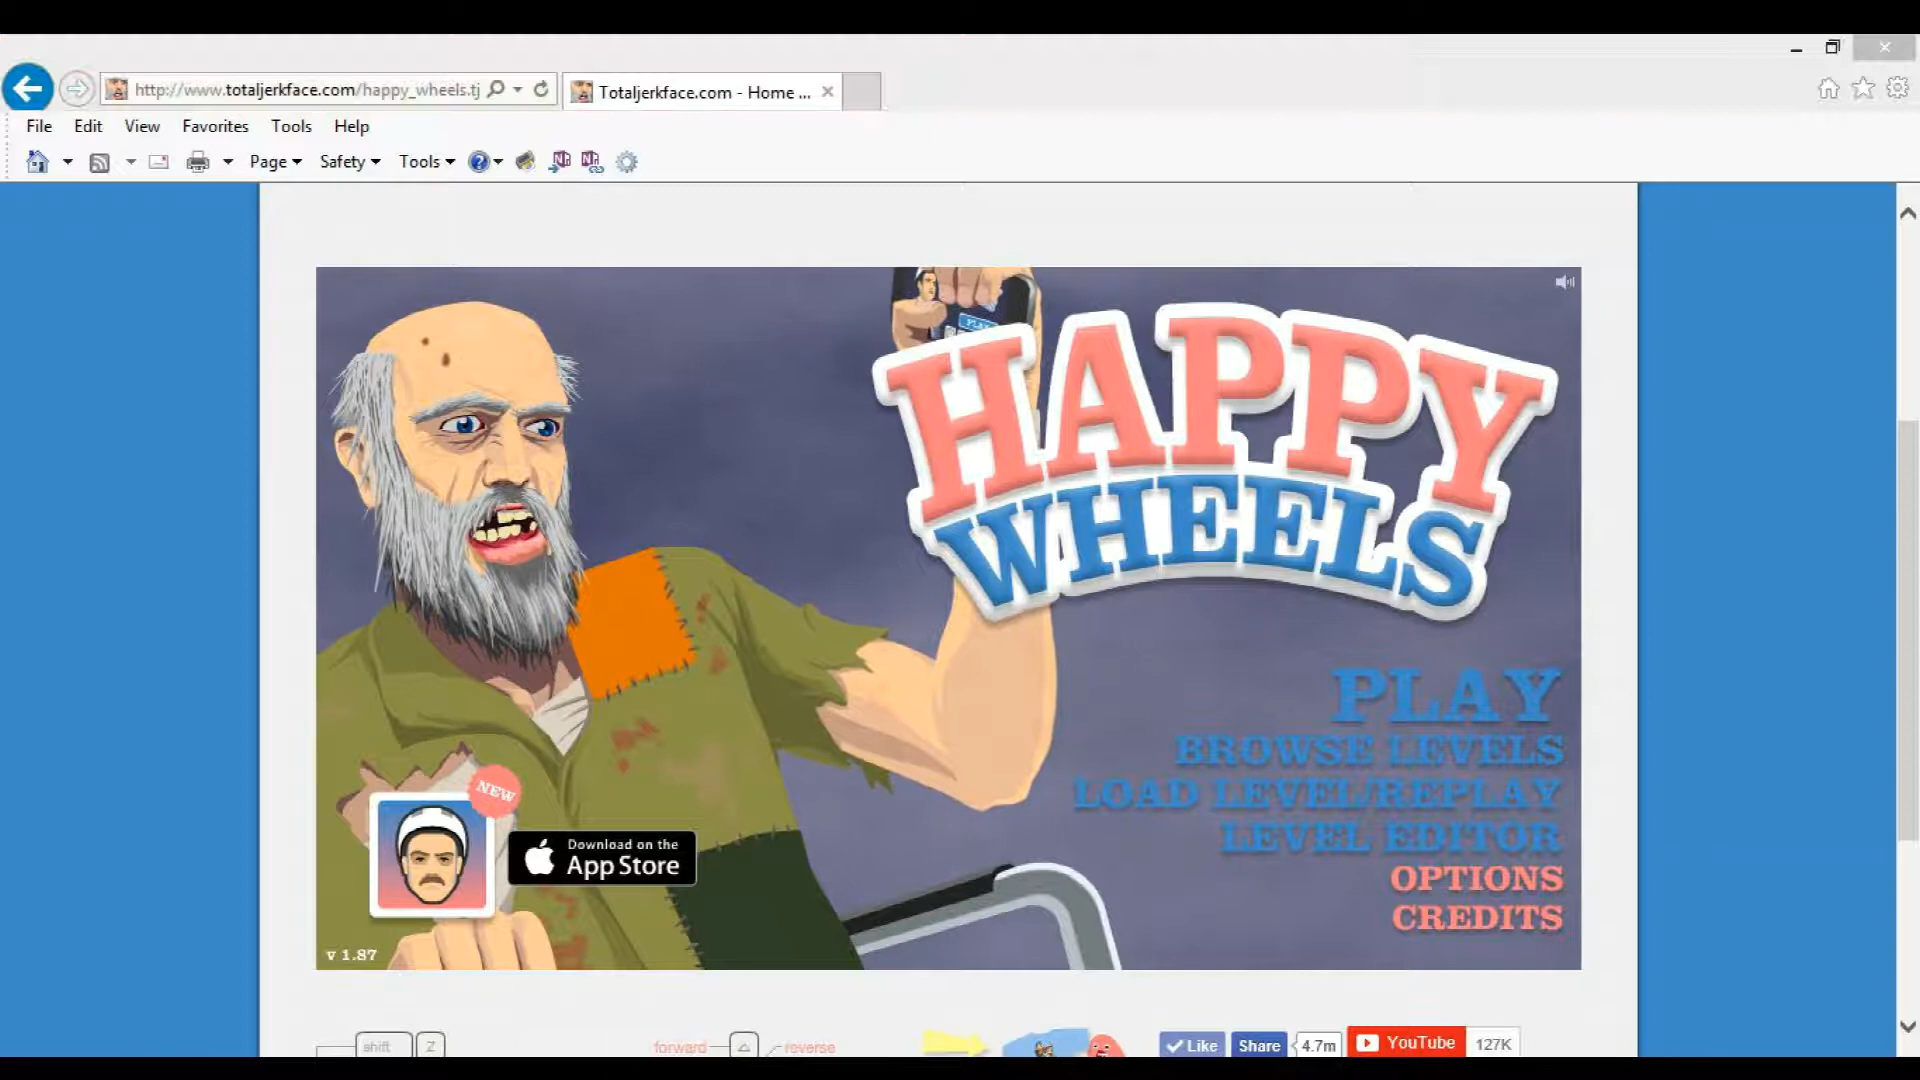 http://www.totaljerkface.com/happy_wheels.tj
Totaljerkface.com - Home ...
File Edit View Favorites Tools Help
Page Safety Tools
HAPPY
WHEELS
PLAY
BROWSE LEVELS
LOAD LEVEL/REPLAY
LEVEL EDITOR
OPTIONS
CREDITS
NEW
Download on the
App Store
v 1.87
shift Z forward reverse
Like Share 4.7m YouTube 127K